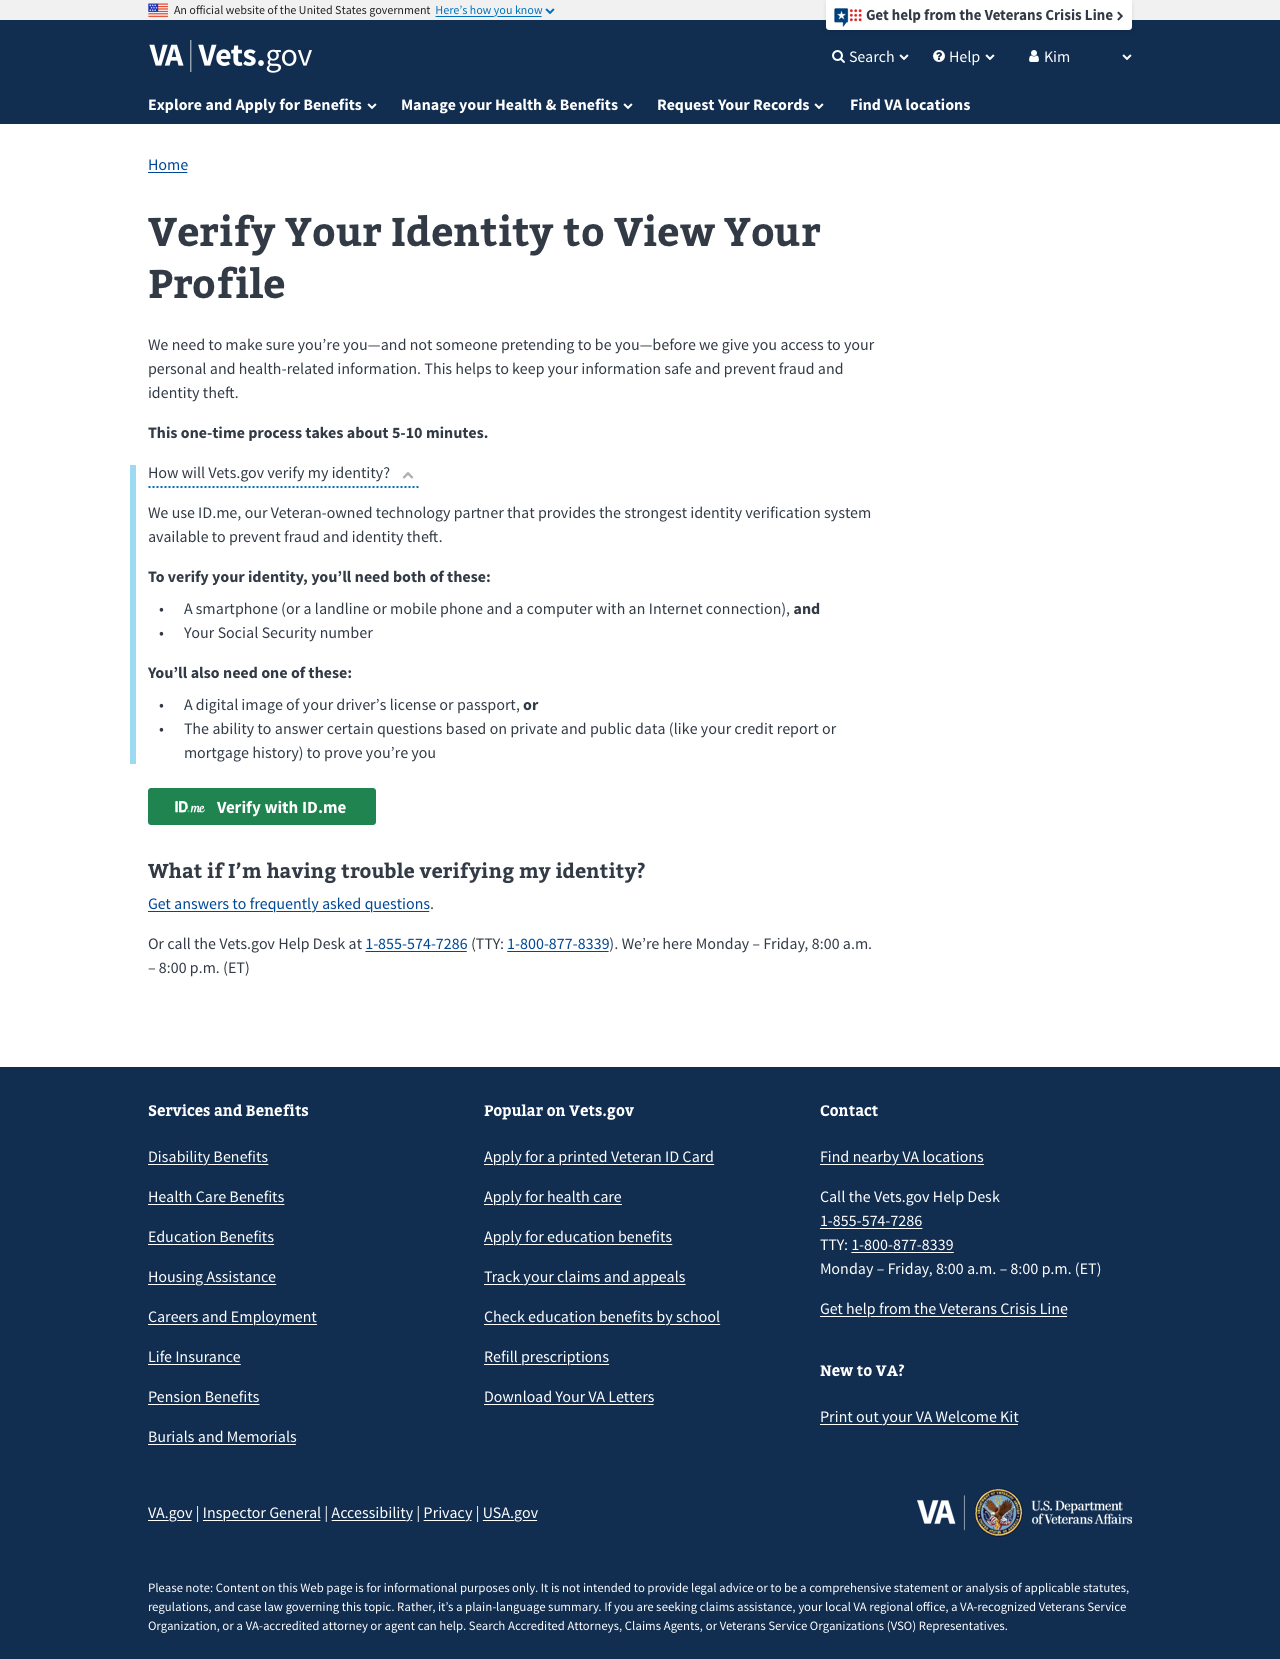 An official website of the United States government Here's how you know
Get help from the Veterans Crisis Line
VA | Vets.gov
Search Help Kim
Explore and Apply for Benefits Manage your Health & Benefits Request Your Records Find VA locations
Home
Verify Your Identity to View Your
Profile
We need to make sure you’re you—and not someone pretending to be you—before we give you access to your
personal and health-related information. This helps to keep your information safe and prevent fraud and
identity theft.
This one-time process takes about 5-10 minutes.
How will Vets.gov verify my identity?
We use ID.me, our Veteran-owned technology partner that provides the strongest identity verification system
available to prevent fraud and identity theft.
To verify your identity, you’ll need both of these:
• A smartphone (or a landline or mobile phone and a computer with an Internet connection), and
• Your Social Security number
You’ll also need one of these:
• A digital image of your driver’s license or passport, or
• The ability to answer certain questions based on private and public data (like your credit report or
mortgage history) to prove you’re you
ID me Verify with ID.me
What if I’m having trouble verifying my identity?
Get answers to frequently asked questions.
Or call the Vets.gov Help Desk at 1-855-574-7286 (TTY: 1-800-877-8339). We’re here Monday – Friday, 8:00 a.m.
– 8:00 p.m. (ET)
Services and Benefits
Disability Benefits
Health Care Benefits
Education Benefits
Housing Assistance
Careers and Employment
Life Insurance
Pension Benefits
Burials and Memorials
Popular on Vets.gov
Apply for a printed Veteran ID Card
Apply for health care
Apply for education benefits
Track your claims and appeals
Check education benefits by school
Refill prescriptions
Download Your VA Letters
Contact
Find nearby VA locations
Call the Vets.gov Help Desk
1-855-574-7286
TTY: 1-800-877-8339
Monday – Friday, 8:00 a.m. – 8:00 p.m. (ET)
Get help from the Veterans Crisis Line
New to VA?
Print out your VA Welcome Kit
VA.gov | Inspector General | Accessibility | Privacy | USA.gov
VA
U.S. Department
of Veterans Affairs
Please note: Content on this Web page is for informational purposes only. It is not intended to provide legal advice or to be a comprehensive statement or analysis of applicable statutes,
regulations, and case law governing this topic. Rather, it’s a plain-language summary. If you are seeking claims assistance, your local VA regional office, a VA-recognized Veterans Service
Organization, or a VA-accredited attorney or agent can help. Search Accredited Attorneys, Claims Agents, or Veterans Service Organizations (VSO) Representatives.